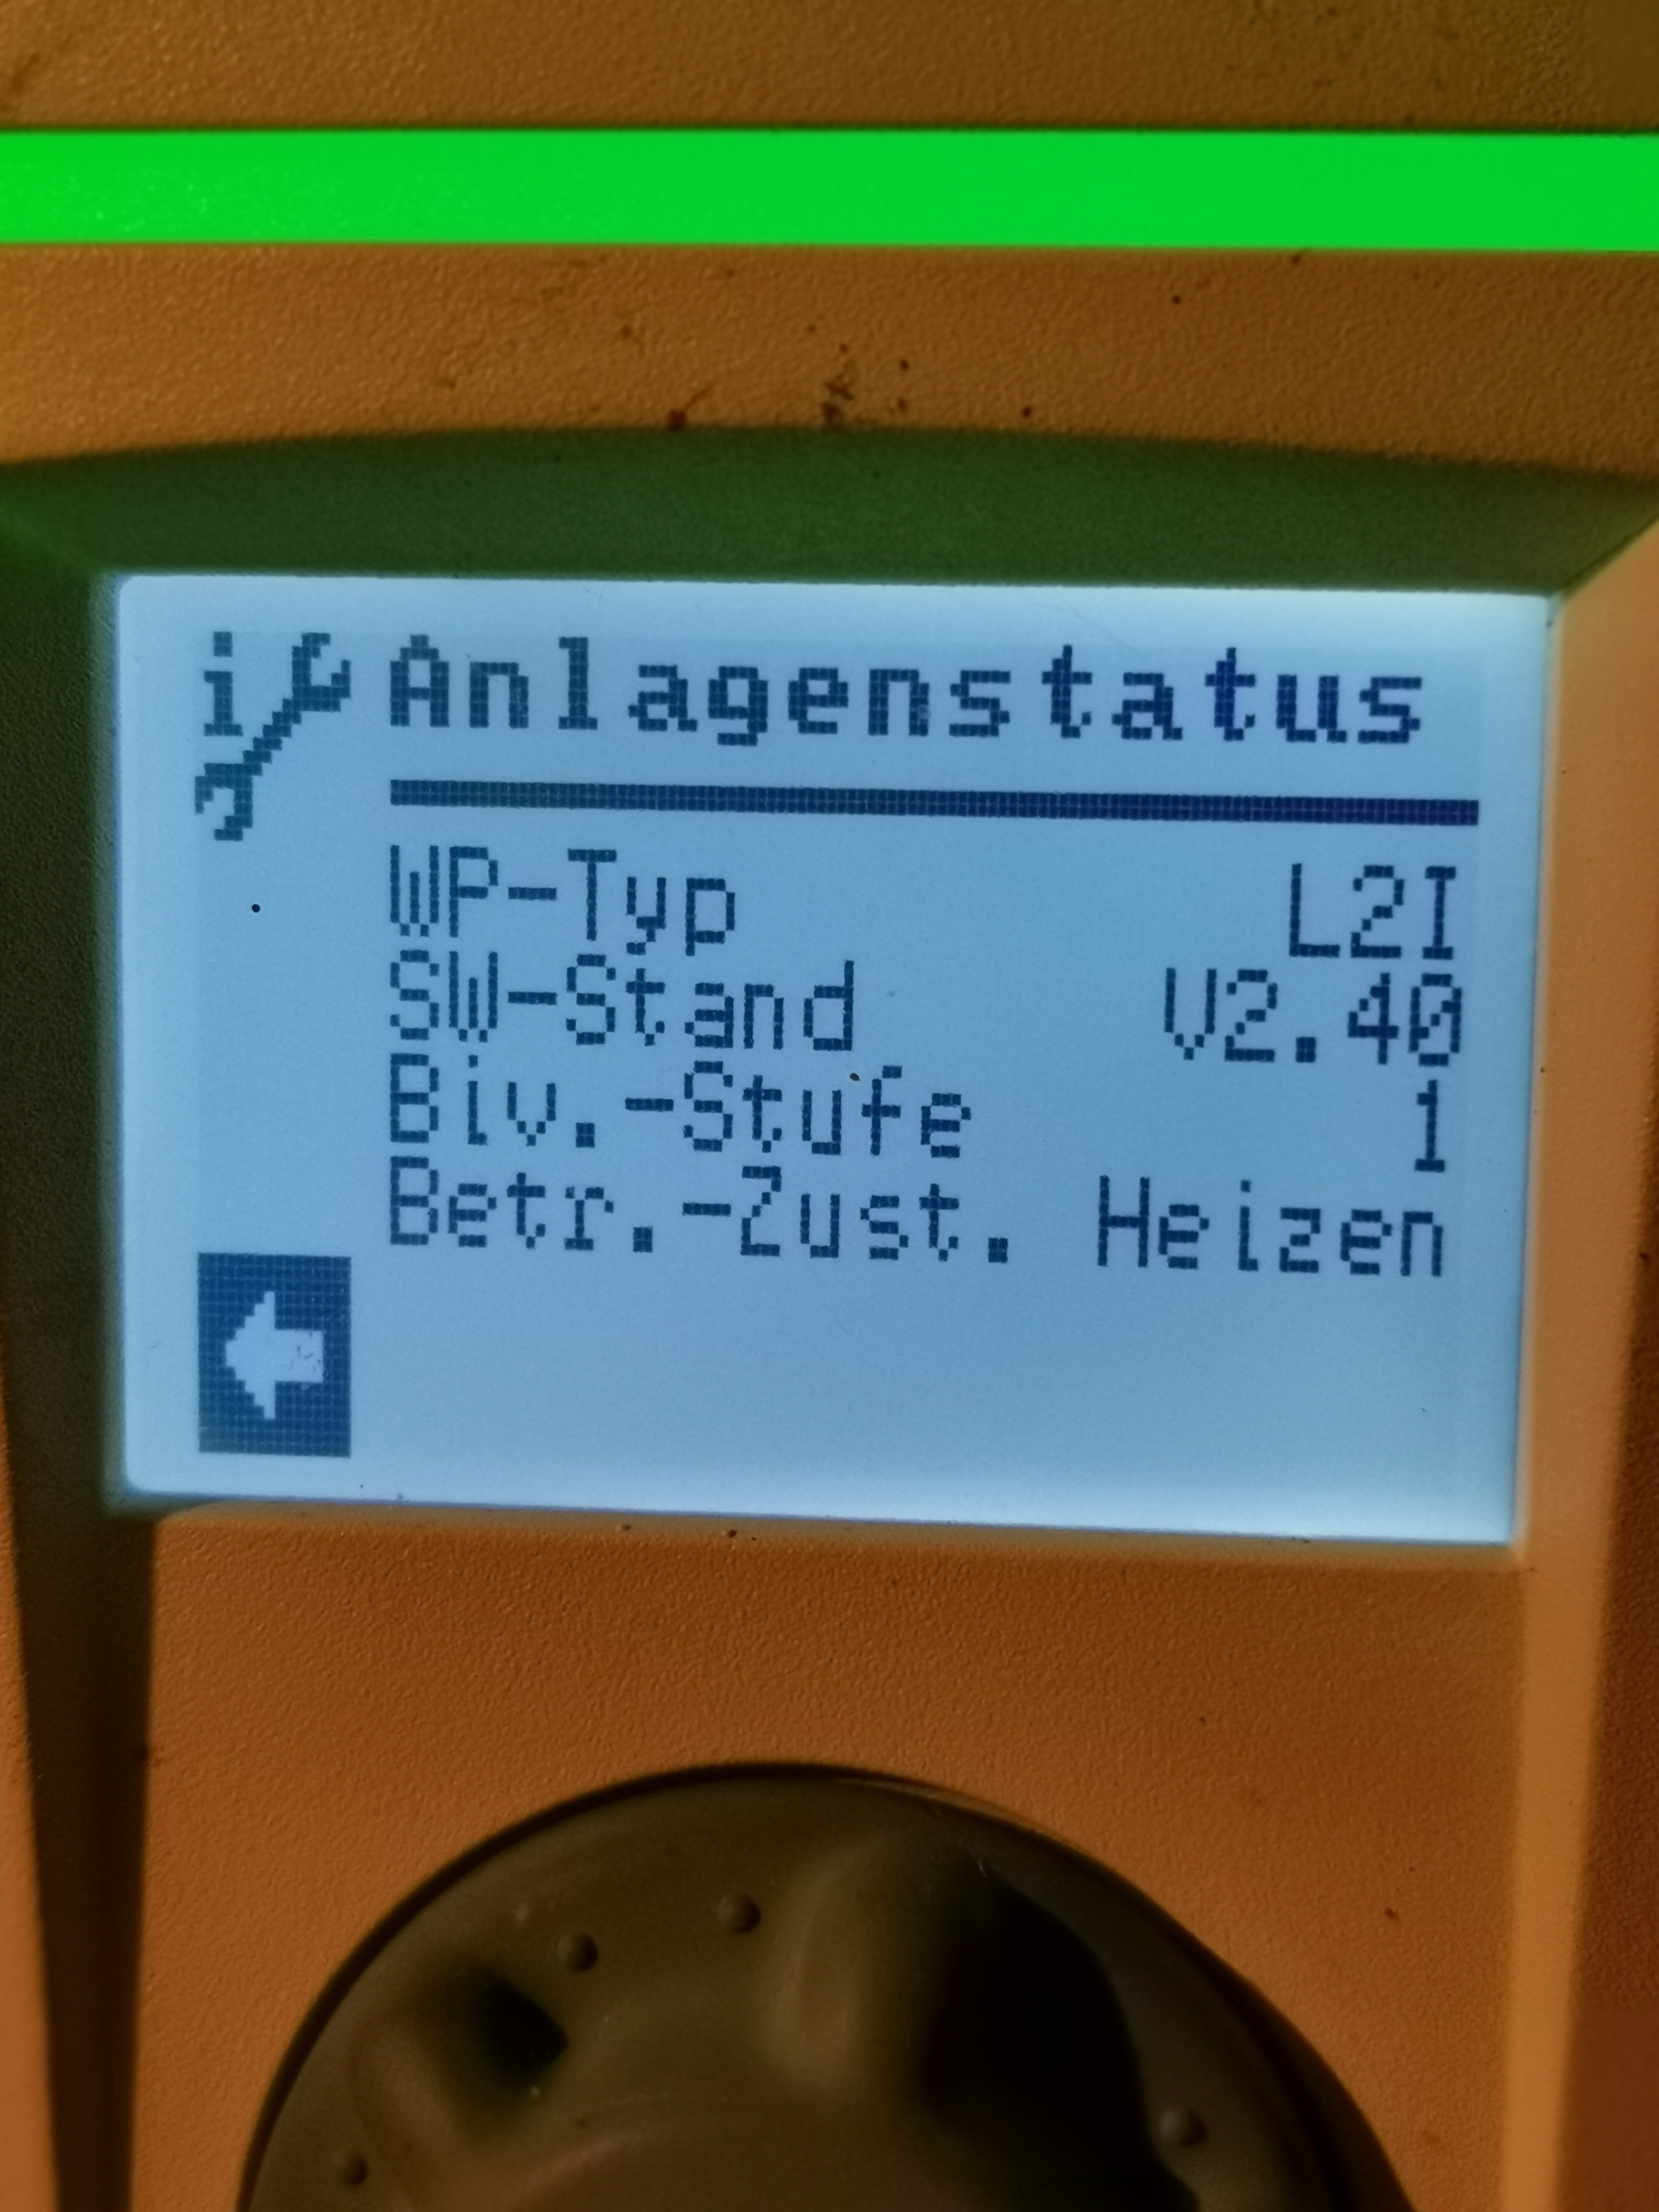 Anlagenstatus
WP-Typ L2I
SW-Stand V2.40
Biv.-Stufe 1
Betr.-Zust. Heizen